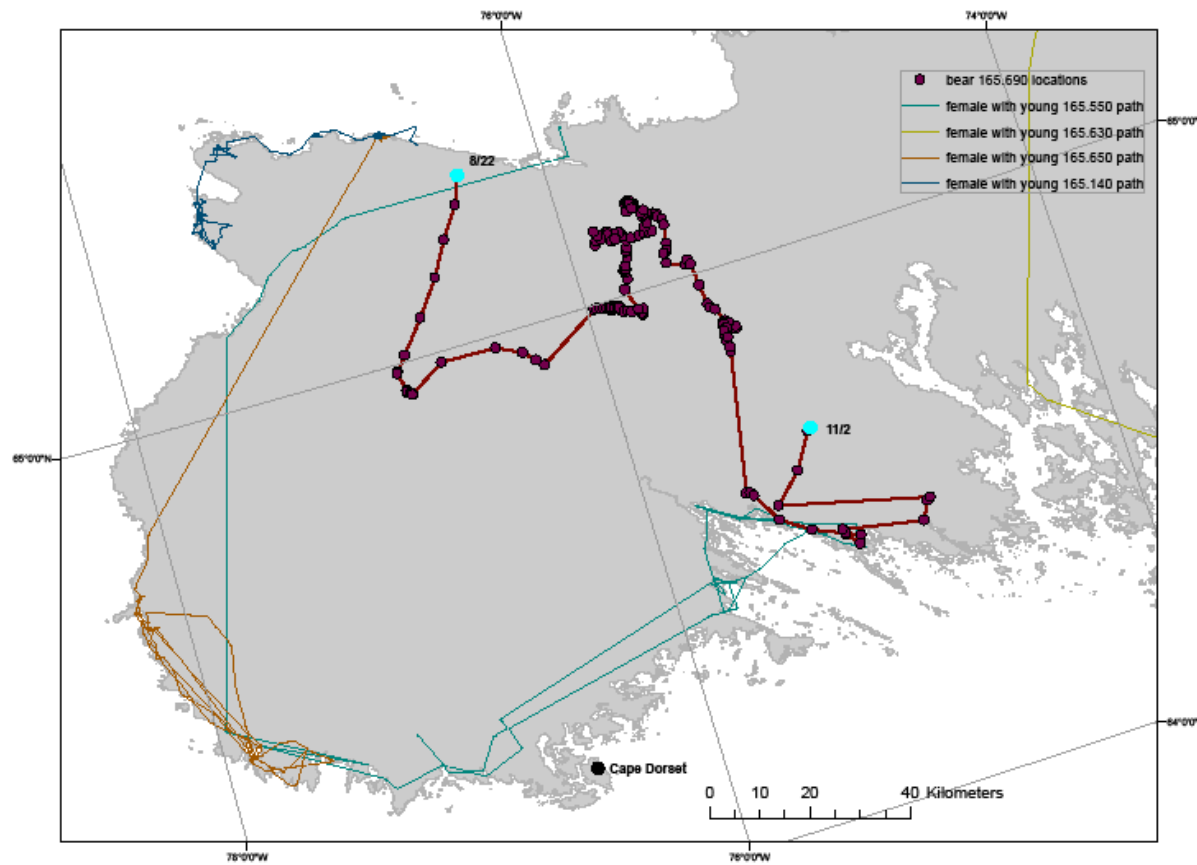 76°0'0"W
74°0'0"W
bear 165.690 locations
female with young 165.550 path
female with young 165.630 path
female with young 165.650 path
female with young 165.140 path
65°0'0"N
8/22
11/2
65°0'0"N
64°0'0"N
Cape Dorset
0 10 20 40 Kilometers
78°0'0"W
76°0'0"W